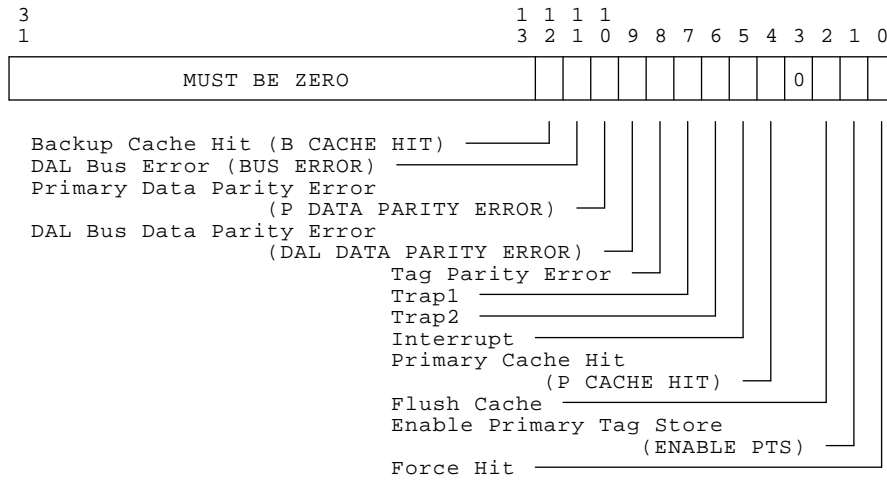 3 1 1 1 1
1 3 2 1 0 9 8 7 6 5 4 3 2 1 0
MUST BE ZERO 0
Backup Cache Hit (B CACHE HIT)
DAL Bus Error (BUS ERROR)
Primary Data Parity Error
(P DATA PARITY ERROR)
DAL Bus Data Parity Error
(DAL DATA PARITY ERROR)
Tag Parity Error
Trap1
Trap2
Interrupt
Primary Cache Hit
(P CACHE HIT)
Flush Cache
Enable Primary Tag Store
(ENABLE PTS)
Force Hit